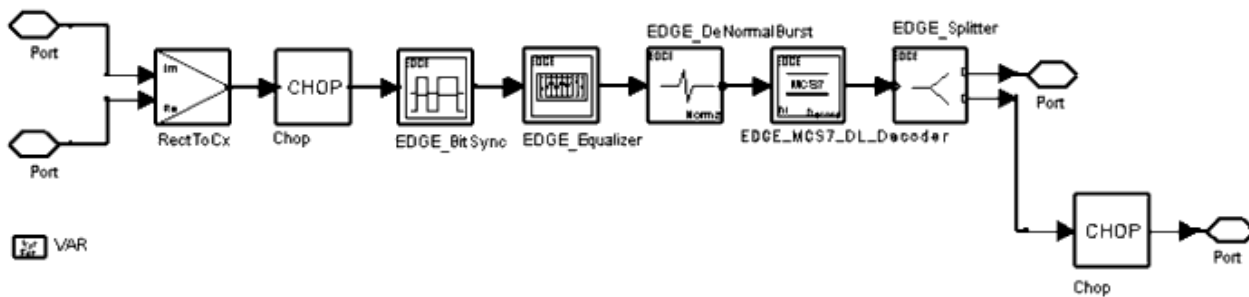 Port
Im
Re
RectToCx
Port
CHOP
Chop
EDGE
EDGE_BitSync
EDGE
EDGE_Equalizer
EDGE_DeNormalBurst
EDGE
Normal
EDGE
MCS7
Dl Decod
EDGE_MCS7_DL_Decoder
EDGE_Splitter
EDGE
Port
CHOP
Chop
Port
VAR